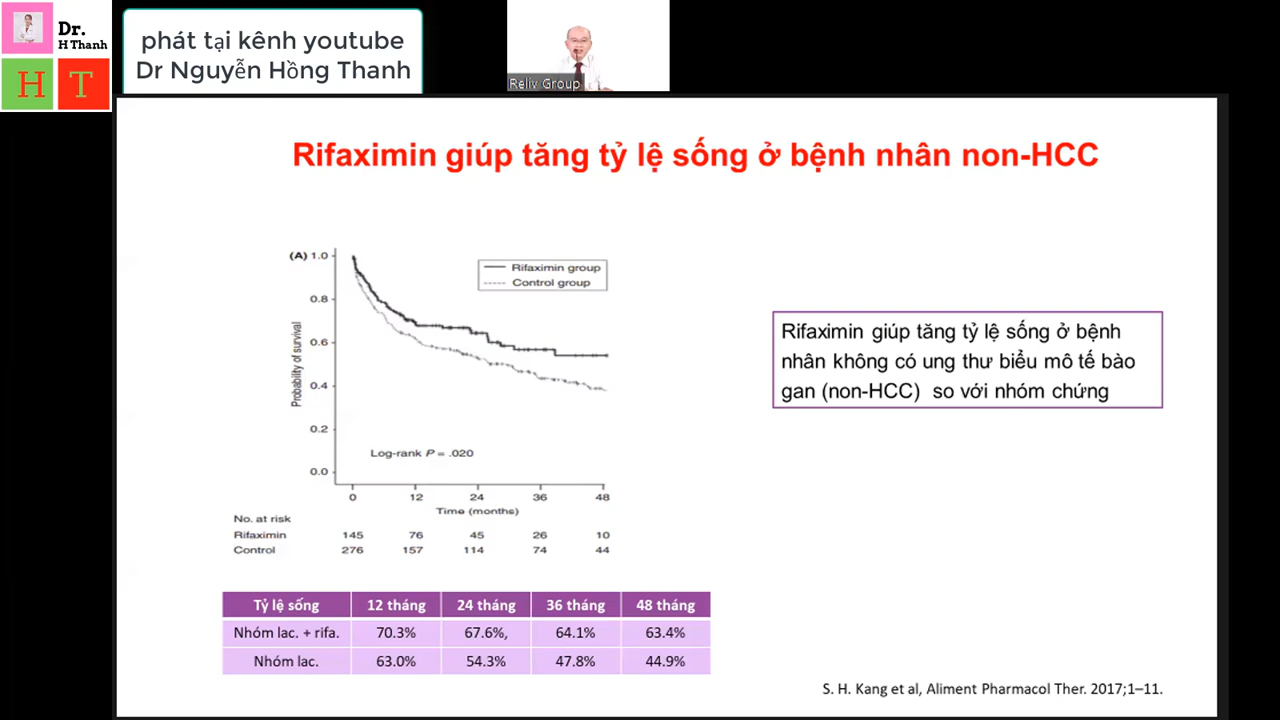 Dr.
H Thanh
H T
phát tại kênh youtube
Dr Nguyễn Hồng Thanh
Reliv Group
Rifaximin giúp tăng tỷ lệ sống ở bệnh nhân non-HCC
(A)
1.0
0.8
0.6
0.4
0.2
0.0
Probability of survival
Rifaximin group
Control group
Log-rank P = .020
0 12 24 36 48
Time (months)
No. at risk
Rifaximin 145 76 45 26 10
Control 276 157 114 74 44
Rifaximin giúp tăng tỷ lệ sống ở bệnh
nhân không có ung thư biểu mô tế bào
gan (non-HCC) so với nhóm chứng
Tỷ lệ sống 12 tháng 24 tháng 36 tháng 48 tháng
Nhóm lac. + rifa. 70.3% 67.6%, 64.1% 63.4%
Nhóm lac. 63.0% 54.3% 47.8% 44.9%
S. H. Kang et al, Aliment Pharmacol Ther. 2017;1–11.